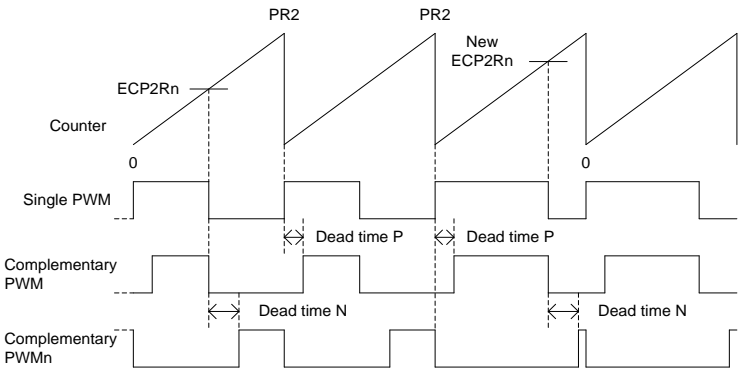 PR2 PR2
New
ECP2Rn
ECP2Rn
Counter
0 0
Single PWM
Dead time P Dead time P
Complementary
PWM
Dead time N Dead time N
Complementary
PWMn